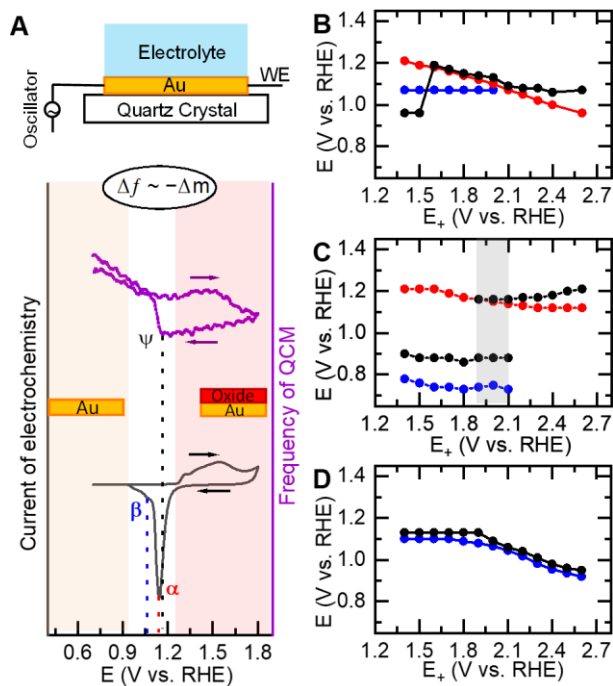 A
Electrolyte
Au
WE
Quartz Crystal
Oscillator
Δf ~ −Δm
Current of electrochemistry
Frequency of QCM
ψ
Au
Oxide
Au
β
α
0.6 0.9 1.2 1.5 1.8
E (V vs. RHE)
B
E (V vs. RHE)
1.4
1.2
1.0
0.8
1.2 1.5 1.8 2.1 2.4 2.7
E+ (V vs. RHE)
C
E (V vs. RHE)
1.4
1.2
1.0
0.8
1.2 1.5 1.8 2.1 2.4 2.7
E+ (V vs. RHE)
D
E (V vs. RHE)
1.4
1.2
1.0
0.8
1.2 1.5 1.8 2.1 2.4 2.7
E+ (V vs. RHE)